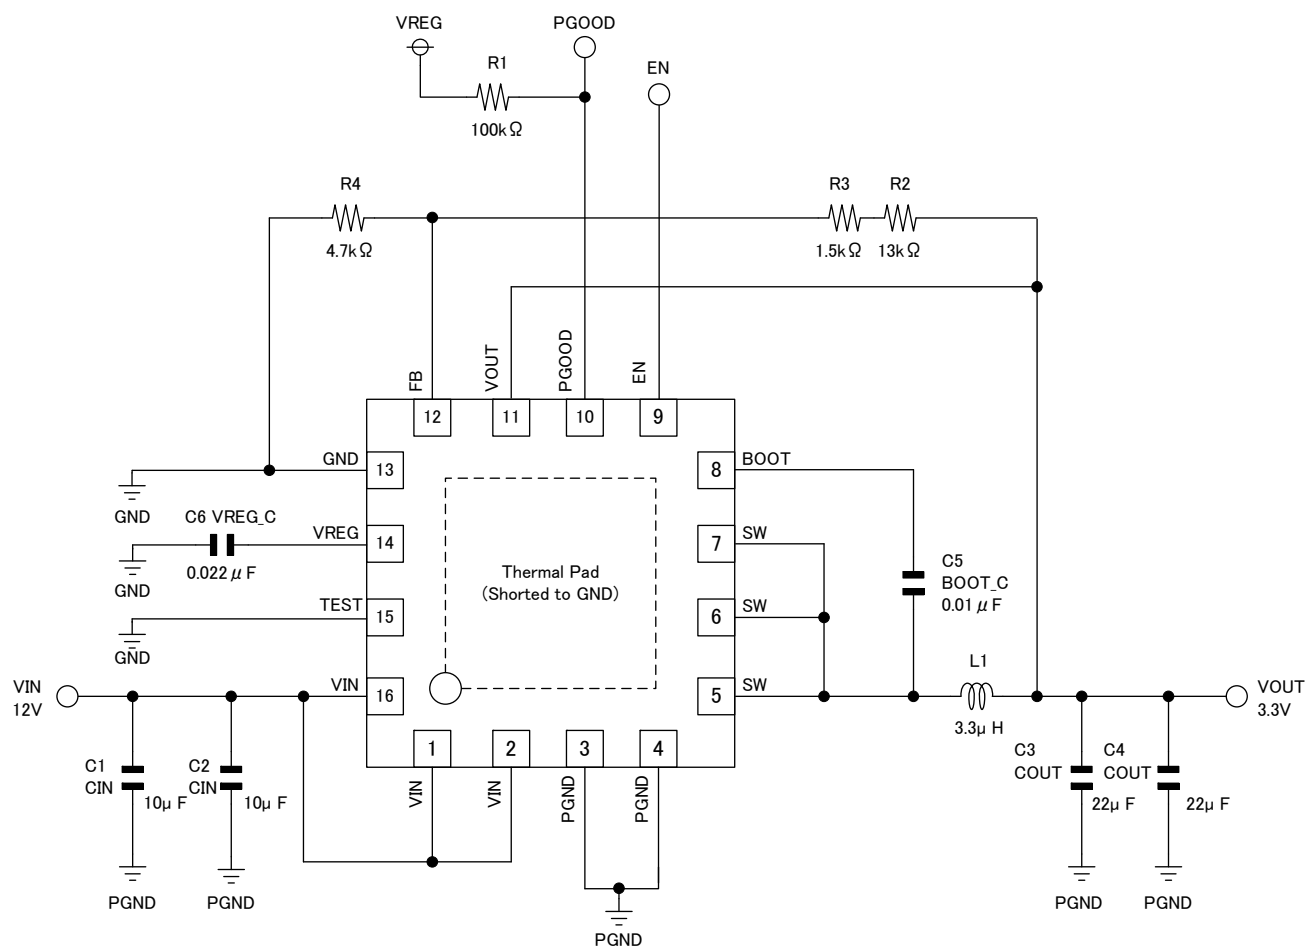 VREG
PGOOD
R1
EN
100kΩ
R4
R3
R2
4.7kΩ
1.5kΩ
13kΩ
FB
VOUT
PGOOD
EN
12
11
10
9
GND
13
8
BOOT
GND
C6 VREG_C
VREG
14
7
SW
0.022μF
GND
Thermal Pad
(Shorted to GND)
C5
BOOT_C
0.01μF
TEST
15
6
SW
GND
L1
VIN
12V
VIN
16
5
SW
VOUT
3.3V
3.3μH
1
2
3
4
C1
CIN
10μF
C2
CIN
10μF
VIN
VIN
PGND
PGND
C3
COUT
22μF
C4
COUT
22μF
PGND
PGND
PGND
PGND
PGND